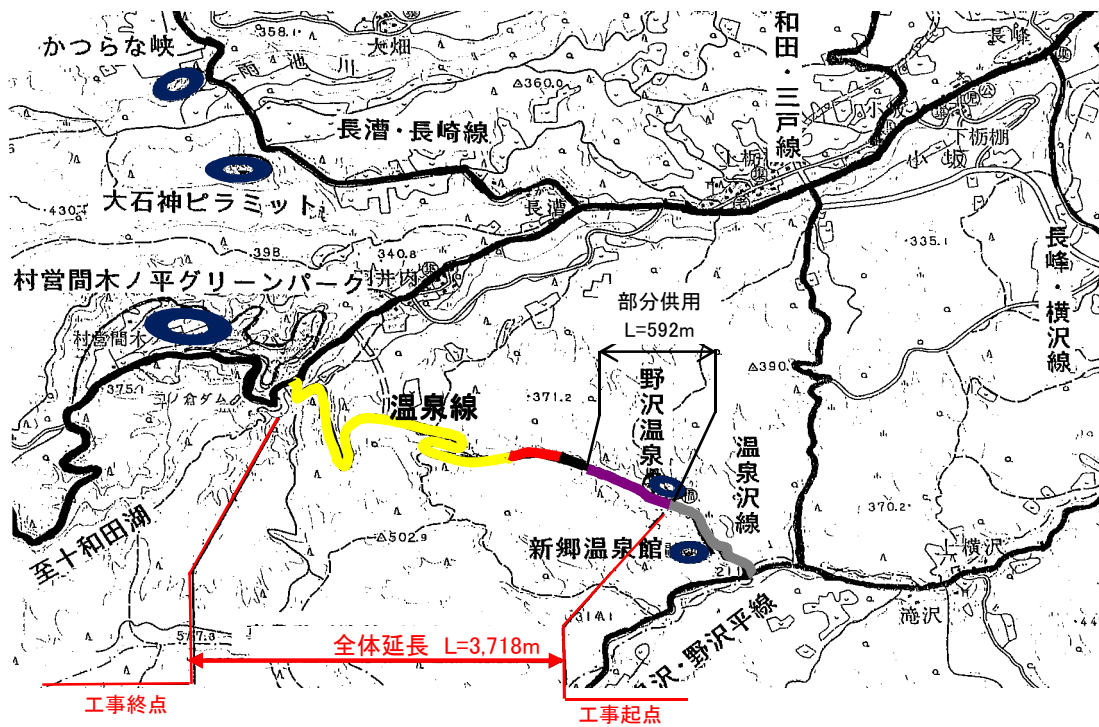 かつらな峡
358.1
大畑
雨池川
和田・三戸線
長峰
△360.0
長漕・長崎線
小坂
下栃棚
大石神ピラミット
430.4
長漕
398
340.8
335.1
長峰・横沢線
村営間木ノ平グリーンパーク
井内
部分供用
L=592m
村営間木ノ
375.1
△390
野沢温泉
温泉線
371.2
温泉沢線
370.2
至十和田湖
△502.9
新郷温泉館
上横沢
滝沢
314.1
577.3
沢・野沢平線
全体延長 L=3,718m
工事終点
工事起点